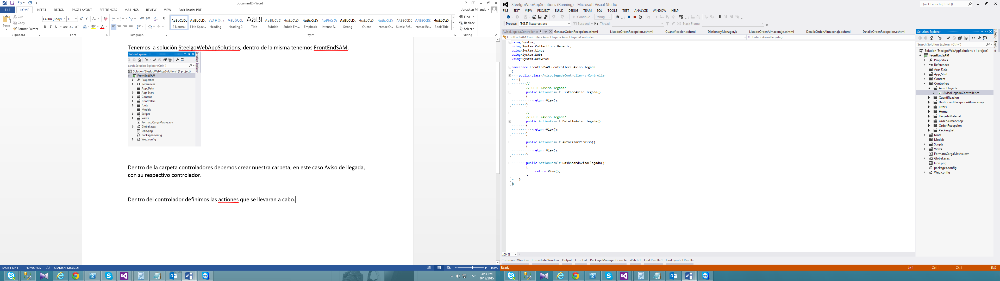 Document2 - Word
Jonathan Miranda
FILE HOME INSERT DESIGN PAGE LAYOUT REFERENCES MAILINGS REVIEW VIEW Foxit Reader PDF
Paste
Cut
Copy
Format Painter
Calibri (Body) 11
AaBbCcDc AaBbCcDc AaBbCc AaBbCcD AaBl AaBbCcD AaBbCcDc AaBbCcDc AaBbCcDc AaBbCcDc AaBbCcDc AaBbCcDc AaBbCcDc AaBbCcDc AaBbCcDc
¶ Normal ¶ No Spac... Heading 1 Heading 2 Title Subtitle Subtle Em... Emphasis Intense E... Strong Quote Intense Q... Subtle Ref... Intense Re... Book Title
Find
Replace
Select
Clipboard Font Paragraph Styles Editing
Tenemos la solución SteelgoWebAppSolutions, dentro de la misma tenemos FrontEndSAM.
olution Explorer
earch Solution Explorer (Ctrl+´)
Solution Explorer
Solution 'SteelgoWebAppSolutions' (1 project)
FrontEndSAM
Properties
References
App_Data
App_Start
Content
Controllers
fonts
Models
Scripts
Views
FormatoCargaMasiva.csv
Global.asax
Icon.png
packages.config
Web.config
Dentro de la carpeta controladores debemos crear nuestra carpeta, en este caso Aviso de llegada,
con su respectivo controlador.
Dentro del controlador definimos las actiones que se llevaran a cabo.
PAGE 1 OF 1 40 WORDS SPANISH (MEXICO) 156%
ESP
4:55 PM
9/13/2015
SteelgoWebAppSolutions (Running) - Microsoft Visual Studio
Quick Launch (Ctrl+Q)
FILE EDIT VIEW PROJECT BUILD DEBUG TEAM SQL TOOLS TEST ANALYZE WINDOW HELP
Continue Debug
Process: [3032] iisexpress.exe Suspend Thread: Stack Frame:
AvisoLlegadaController.cs GenerarOrdenRecepcion.cshtml ListadoOrdenRecepcion.cshtml Cuantificacion.cshtml DictionaryManager.js ListadoOrdenAlmacenaje.cshtml DetalleOrdenAlmacenaje.cshtml DetalleOrdenRecepcion.cshtml
FrontEndSAM.Controllers.AvisoLlegada.AvisoLlegadaController ListadoAvisoLlegada()
using System;
using System.Collections.Generic;
using System.Linq;
using System.Web;
using System.Web.Mvc;
namespace FrontEndSAM.Controllers.AvisoLlegada
{
public class AvisoLlegadaController : Controller
{
//
// GET: /AvisoLlegada/
public ActionResult ListadoAvisoLlegada()
{
return View();
}
//
// GET: /AvisoLlegada/
public ActionResult DetalleAvisoLlegada()
{
return View();
}
public ActionResult AutorizarPermiso()
{
return View();
}
public ActionResult DashboardAvisoLlegada()
{
return View();
}
}
}
100 %
Command Window Immediate Window Output Error List Package Manager Console Watch 1 Find Results 1 Find Symbol Results
Ready Ln 1 Col 1 Ch 1 INS
Solution Explorer
Search Solution Explorer (Ctrl+´)
Solution Explorer
Solution 'SteelgoWebAppSolutions' (1 project)
FrontEndSAM
Properties
References
App_Data
App_Start
Content
Controllers
AvisoLlegada
AvisoLlegadaController.cs
Cuantificacion
DashboardRecepcionAlmacenaje
Errors
Home
LlegadaMaterial
OrdenAlmacenaje
OrdenRecepcion
PackingList
fonts
Models
Scripts
Views
FormatoCargaMasiva.csv
Global.asax
Icon.png
packages.config
Web.config